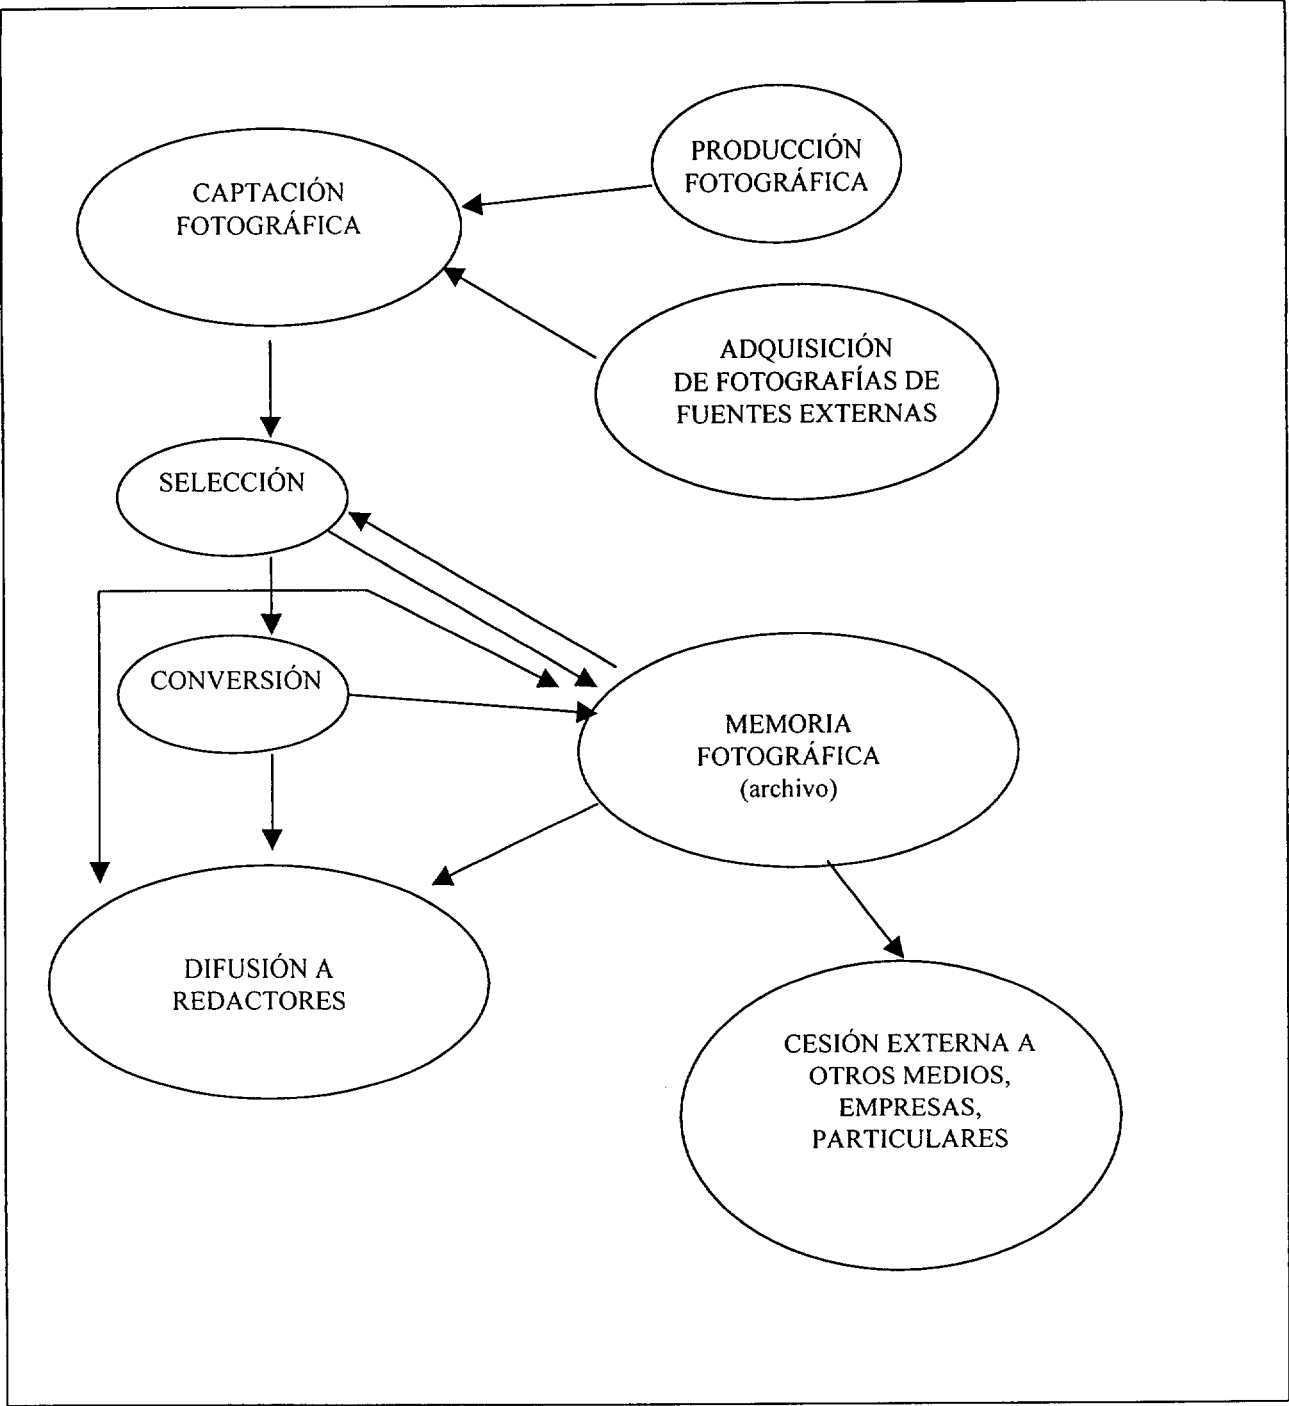 PRODUCCIÓN
FOTOGRÁFICA
CAPTACIÓN
FOTOGRÁFICA
ADQUISICIÓN
DE FOTOGRAFÍAS DE
FUENTES EXTERNAS
SELECCIÓN
CONVERSIÓN
MEMORIA
FOTOGRÁFICA
(archivo)
DIFUSIÓN A
REDACTORES
CESIÓN EXTERNA A
OTROS MEDIOS,
EMPRESAS,
PARTICULARES